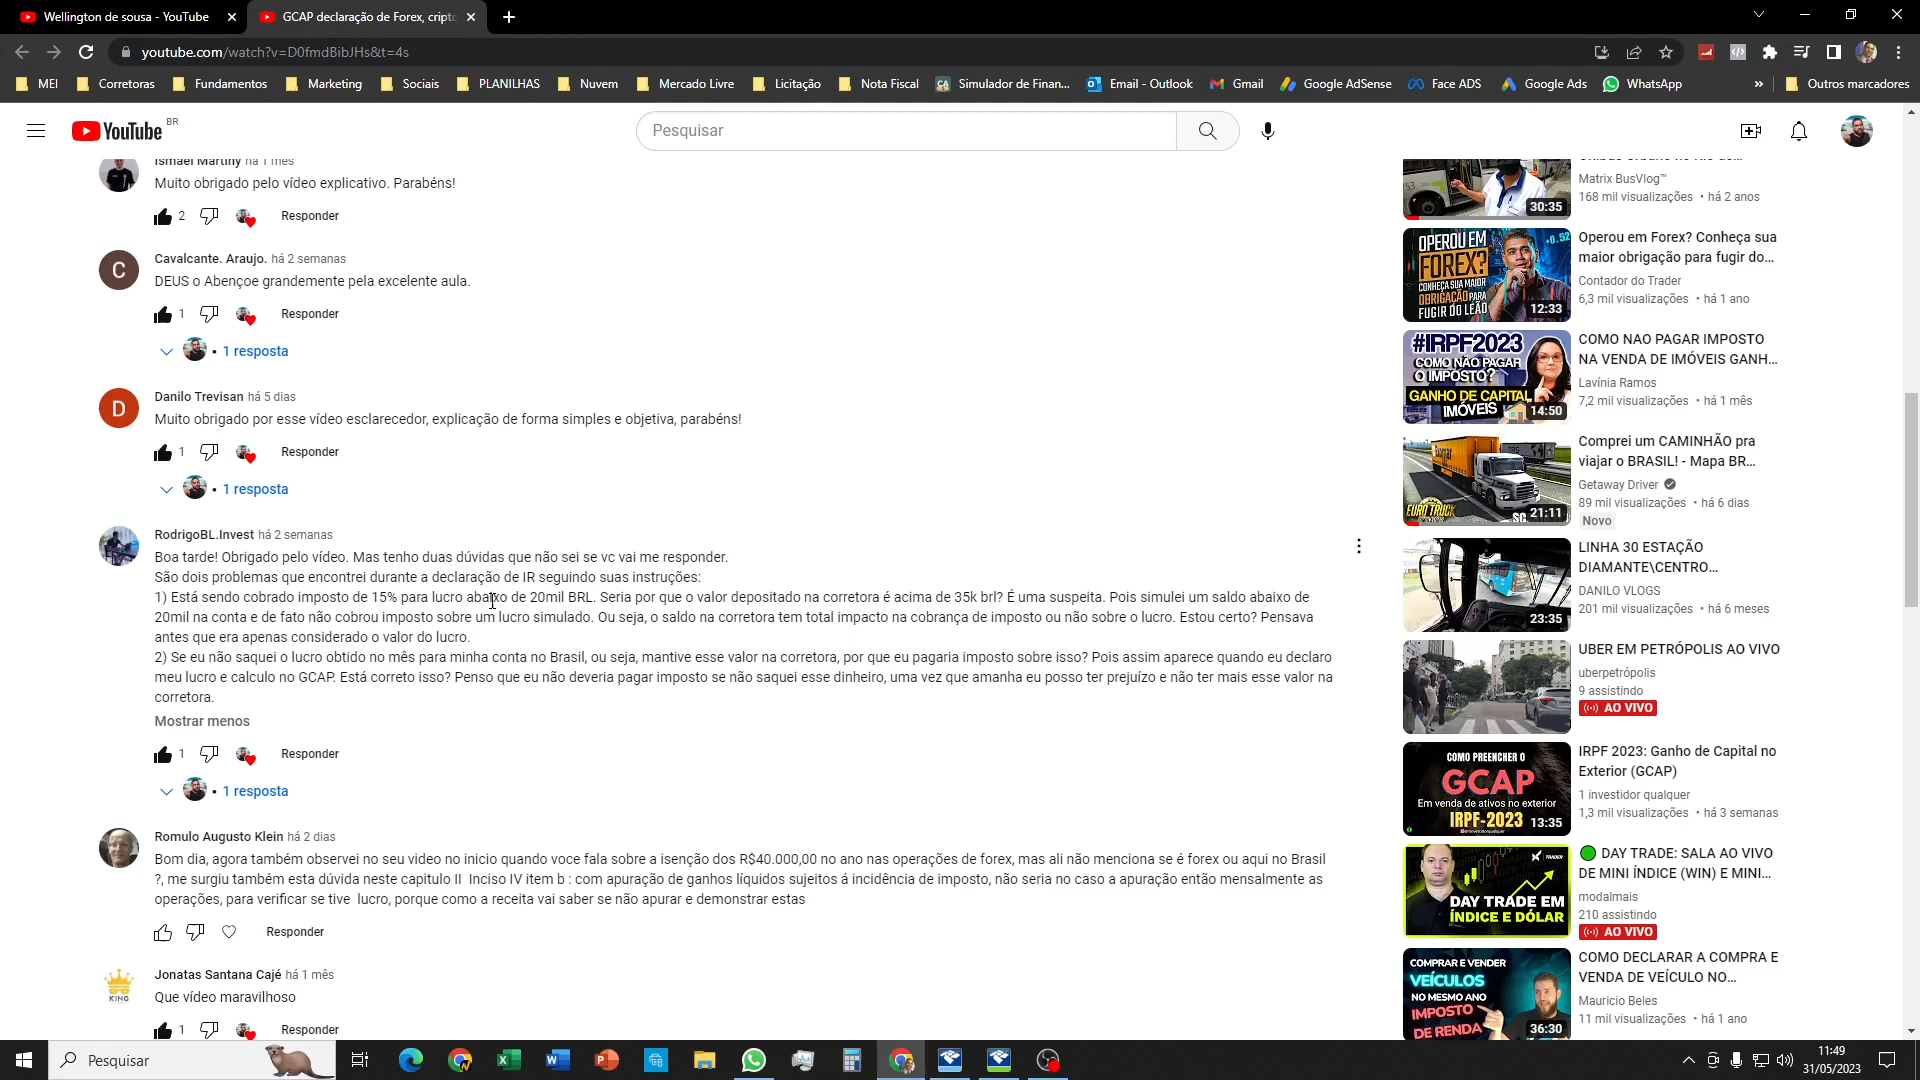 Wellington de sousa - YouTube
GCAP declaração de Forex, cripto
youtube.com/watch?v=D0fmdBibJHs&t=4s
MEI
Corretoras
Fundamentos
Marketing
Sociais
PLANILHAS
Nuvem
Mercado Livre
Licitação
Nota Fiscal
Simulador de Finan...
Email - Outlook
Gmail
Google AdSense
Face ADS
Google Ads
WhatsApp
»
Outros marcadores
YouTube BR
Pesquisar
Ismael Martiny há 1 mês
Muito obrigado pelo vídeo explicativo. Parabéns!
2 Responder
C
Cavalcante. Araujo. há 2 semanas
DEUS o Abençoe grandemente pela excelente aula.
1 Responder
• 1 resposta
D
Danilo Trevisan há 5 dias
Muito obrigado por esse vídeo esclarecedor, explicação de forma simples e objetiva, parabéns!
1 Responder
• 1 resposta
RodrigoBL.Invest há 2 semanas
Boa tarde! Obrigado pelo vídeo. Mas tenho duas dúvidas que não sei se vc vai me responder.
São dois problemas que encontrei durante a declaração de IR seguindo suas instruções:
1) Está sendo cobrado imposto de 15% para lucro abaixo de 20mil BRL. Seria por que o valor depositado na corretora é acima de 35k brl? É uma suspeita. Pois simulei um saldo abaixo de
20mil na conta e de fato não cobrou imposto sobre um lucro simulado. Ou seja, o saldo na corretora tem total impacto na cobrança de imposto ou não sobre o lucro. Estou certo? Pensava
antes que era apenas considerado o valor do lucro.
2) Se eu não saquei o lucro obtido no mês para minha conta no Brasil, ou seja, mantive esse valor na corretora, por que eu pagaria imposto sobre isso? Pois assim aparece quando eu declaro
meu lucro e calculo no GCAP. Está correto isso? Penso que eu não deveria pagar imposto se não saquei esse dinheiro, uma vez que amanha eu posso ter prejuízo e não ter mais esse valor na
corretora.
Mostrar menos
1 Responder
• 1 resposta
Romulo Augusto Klein há 2 dias
Bom dia, agora também observei no seu video no inicio quando voce fala sobre a isenção dos R$40.000,00 no ano nas operações de forex, mas ali não menciona se é forex ou aqui no Brasil
?, me surgiu também esta dúvida neste capitulo II Inciso IV item b : com apuração de ganhos líquidos sujeitos á incidência de imposto, não seria no caso a apuração então mensalmente as
operações, para verificar se tive lucro, porque como a receita vai saber se não apurar e demonstrar estas
Responder
KING
Jonatas Santana Cajé há 1 mês
Que vídeo maravilhoso
1 Responder
30:35
Matrix BusVlog™
168 mil visualizações • há 2 anos
OPEROU EM
FOREX?
CONHEÇA SUA MAIOR
OBRIGAÇÃO PARA
FUGIR DO LEÃO
12:33
Operou em Forex? Conheça sua
maior obrigação para fugir do...
Contador do Trader
6,3 mil visualizações • há 1 ano
#IRPF2023
COMO NÃO PAGAR
O IMPOSTO?
GANHO DE CAPITAL
IMÓVEIS
14:50
COMO NAO PAGAR IMPOSTO
NA VENDA DE IMÓVEIS GANH...
Lavínia Ramos
7,2 mil visualizações • há 1 mês
EURO TRUCK
SC
21:11
Comprei um CAMINHÃO pra
viajar o BRASIL! - Mapa BR...
Getaway Driver
89 mil visualizações • há 6 dias
Novo
23:35
LINHA 30 ESTAÇÃO
DIAMANTE\CENTRO...
DANILO VLOGS
201 mil visualizações • há 6 meses
UBER EM PETRÓPOLIS AO VIVO
uberpetrópolis
9 assistindo
AO VIVO
COMO PREENCHER O
GCAP
Em venda de ativos no exterior
IRPF-2023
13:35
IRPF 2023: Ganho de Capital no
Exterior (GCAP)
1 investidor qualquer
1,3 mil visualizações • há 3 semanas
TRADER
DAY TRADE EM
ÍNDICE E DÓLAR
DAY TRADE: SALA AO VIVO
DE MINI ÍNDICE (WIN) E MINI...
modalmais
210 assistindo
AO VIVO
COMPRAR E VENDER
VEÍCULOS
NO MESMO ANO
IMPOSTO
DE RENDA
36:30
COMO DECLARAR A COMPRA E
VENDA DE VEÍCULO NO...
Mauricio Beles
11 mil visualizações • há 1 ano
Pesquisar
11:49
31/05/2023